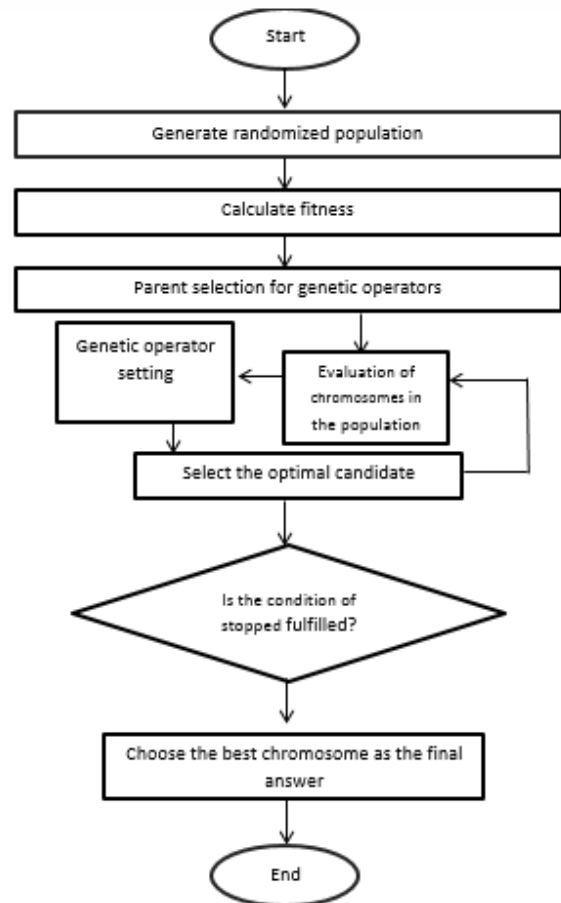 Start
Generate randomized population
Calculate fitness
Parent selection for genetic operators
Genetic operator
setting
Evaluation of
chromosomes in
the population
Select the optimal candidate
Is the condition of
stopped fulfilled?
Choose the best chromosome as the final
answer
End